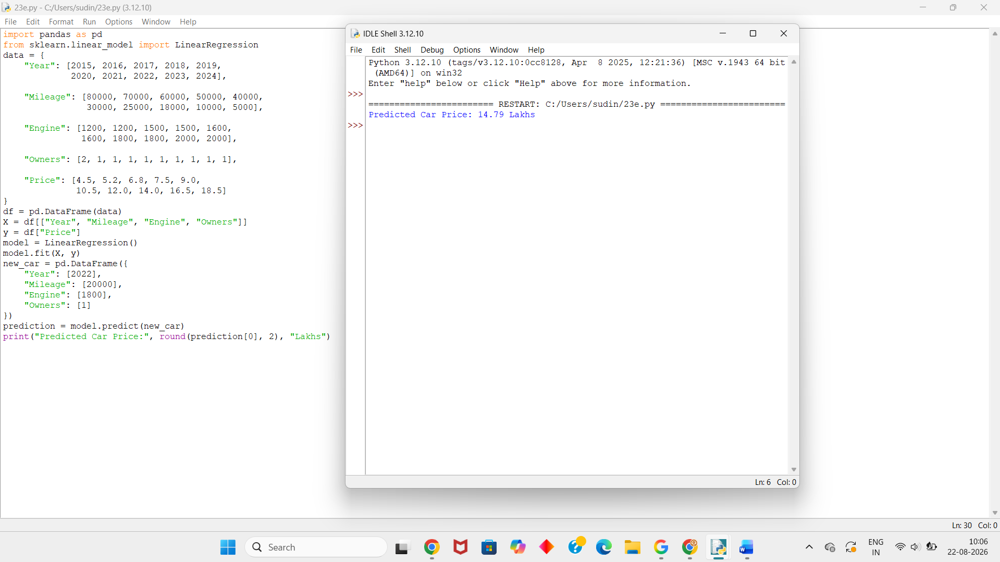 23e.py - C:/Users/sudin/23e.py (3.12.10)
File Edit Format Run Options Window Help
import pandas as pd
from sklearn.linear_model import LinearRegression
data = {
    "Year": [2015, 2016, 2017, 2018, 2019,
             2020, 2021, 2022, 2023, 2024],
    "Mileage": [80000, 70000, 60000, 50000, 40000,
                30000, 25000, 18000, 10000, 5000],
    "Engine": [1200, 1200, 1500, 1500, 1600,
               1600, 1800, 1800, 2000, 2000],
    "Owners": [2, 1, 1, 1, 1, 1, 1, 1, 1, 1],
    "Price": [4.5, 5.2, 6.8, 7.5, 9.0,
              10.5, 12.0, 14.0, 16.5, 18.5]
}
df = pd.DataFrame(data)
X = df[["Year", "Mileage", "Engine", "Owners"]]
y = df["Price"]
model = LinearRegression()
model.fit(X, y)
new_car = pd.DataFrame({
    "Year": [2022],
    "Mileage": [20000],
    "Engine": [1800],
    "Owners": [1]
})
prediction = model.predict(new_car)
print("Predicted Car Price:", round(prediction[0], 2), "Lakhs")
IDLE Shell 3.12.10
File Edit Shell Debug Options Window Help
Python 3.12.10 (tags/v3.12.10:0cc8128, Apr  8 2025, 12:21:36) [MSC v.1943 64 bit
 (AMD64)] on win32
Enter "help" below or click "Help" above for more information.
>>>
======================== RESTART: C:/Users/sudin/23e.py ========================
Predicted Car Price: 14.79 Lakhs
>>>
Ln: 6 Col: 0
Ln: 30 Col: 0
Search
ENG
IN
10:06
22-08-2026